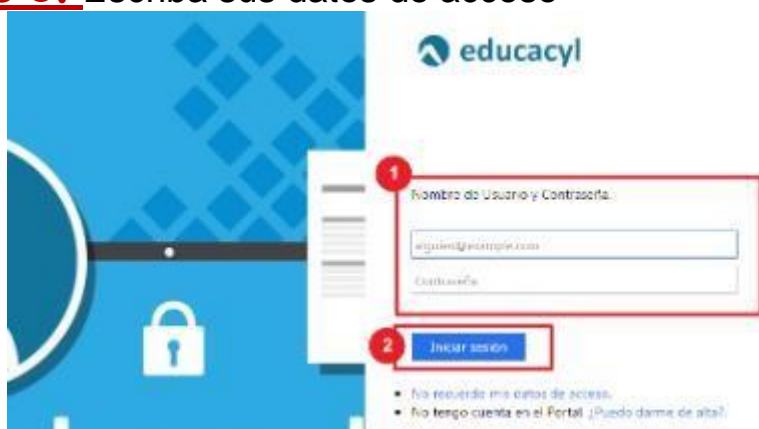 Escriba sus datos de acceso
educacyl
1
Nombre de Usuario y Contraseña.
alguien@example.com
Contraseña
2
Iniciar sesión
No recuerdo mis datos de acceso.
No tengo cuenta en el Portal ¿Puedo darme de alta?.